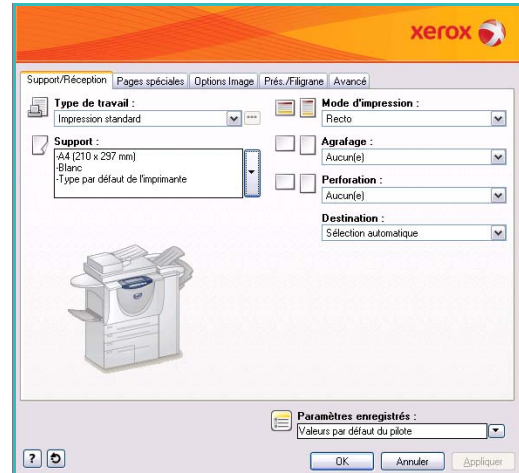 xerox
Support/Réception Pages spéciales Options Image Prés./Filigrane Avancé
Type de travail :
Impression standard
Mode d'impression :
Recto
Support :
-A4 (210 x 297 mm)
-Blanc
-Type par défaut de l'imprimante
Agrafage :
Aucun(e)
Perforation :
Aucun(e)
Destination :
Sélection automatique
Paramètres enregistrés :
Valeurs par défaut du pilote
? OK Annuler Appliquer